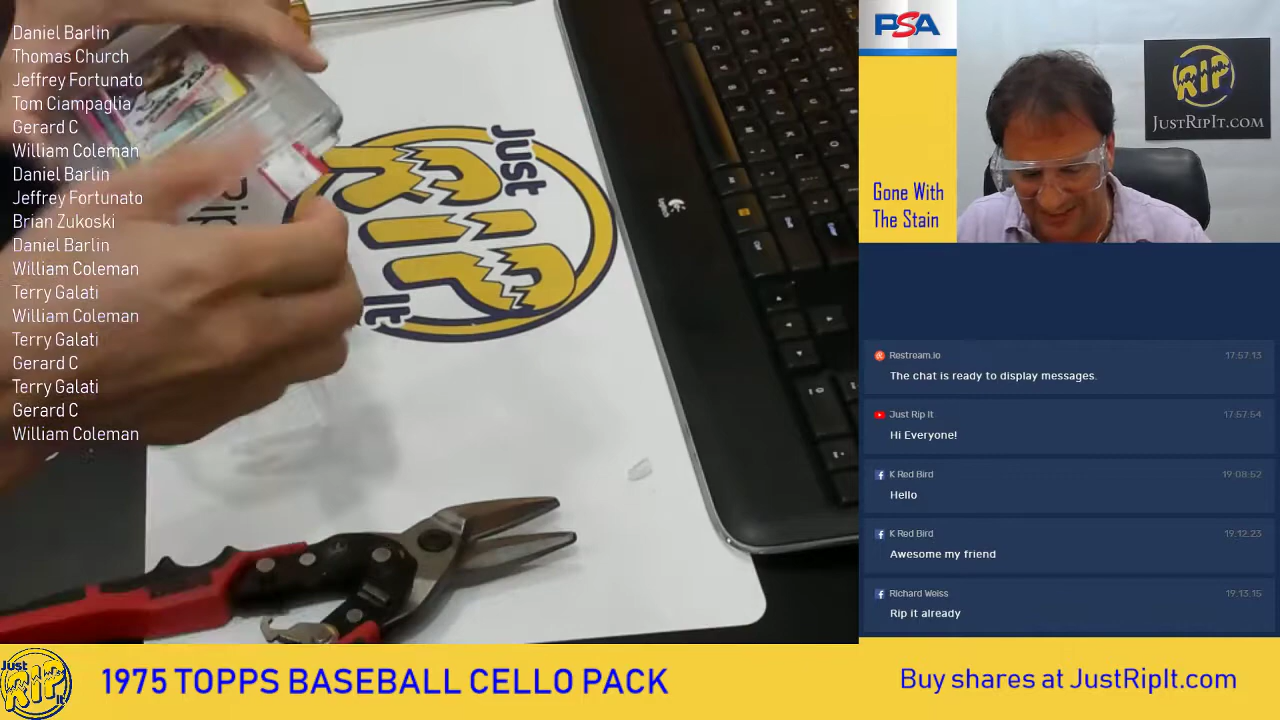 Daniel Barlin
Thomas Church
Jeffrey Fortunato
Tom Ciampaglia
Gerard C
William Coleman
Daniel Barlin
Jeffrey Fortunato
Brian Zukoski
Daniel Barlin
William Coleman
Terry Galati
William Coleman
Terry Galati
Gerard C
Terry Galati
Gerard C
William Coleman
Just
RIP
It
PSA
Gone With
The Stain
RIP
JUSTRIPIT.COM
Restream.io 17:57:13
The chat is ready to display messages.
Just Rip It 17:57:54
Hi Everyone!
K Red Bird 19:08:52
Hello
K Red Bird 19:12:23
Awesome my friend
Richard Weiss 19:13:15
Rip it already
Just
RIP
It
1975 TOPPS BASEBALL CELLO PACK
Buy shares at JustRipIt.com